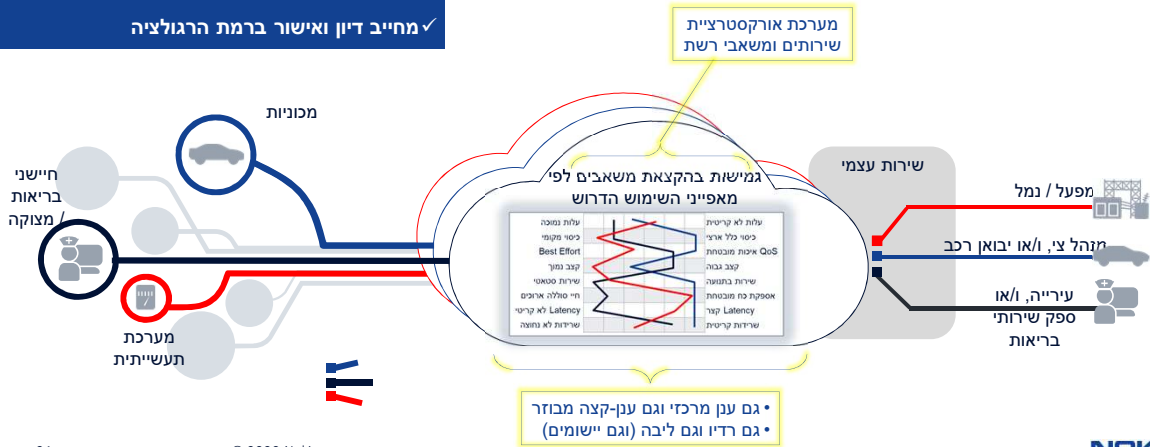 ✓ מחייב דיון ואישור ברמת הרגולציה
מערכת אורקסטרציית
שירותים ומשאבי רשת
מכוניות
חיישני
בריאות
/ מצוקה
מערכת
תעשייתית
גמישות בהקצאת משאבים לפי
מאפייני השימוש הדרוש
עלות לא קריטית עלות נמוכה
כיסוי כלל ארצי כיסוי מקומי
QoS איכות מובטחת Best Effort
קצב גבוה קצב נמוך
שירות בתנועה שירות סטאטי
אספקת כח מובטחת חיי סוללה ארוכים
Latency קצר Latency לא קריטי
שרידות קריטית שרידות לא נחוצה
שירות עצמי
מפעל / נמל
מנהל צי, ו/או יבואן רכב
עירייה, ו/או
ספק שירותי
בריאות
• גם ענן מרכזי וגם ענן-קצה מבוזר
• גם רדיו וגם ליבה (וגם יישומים)